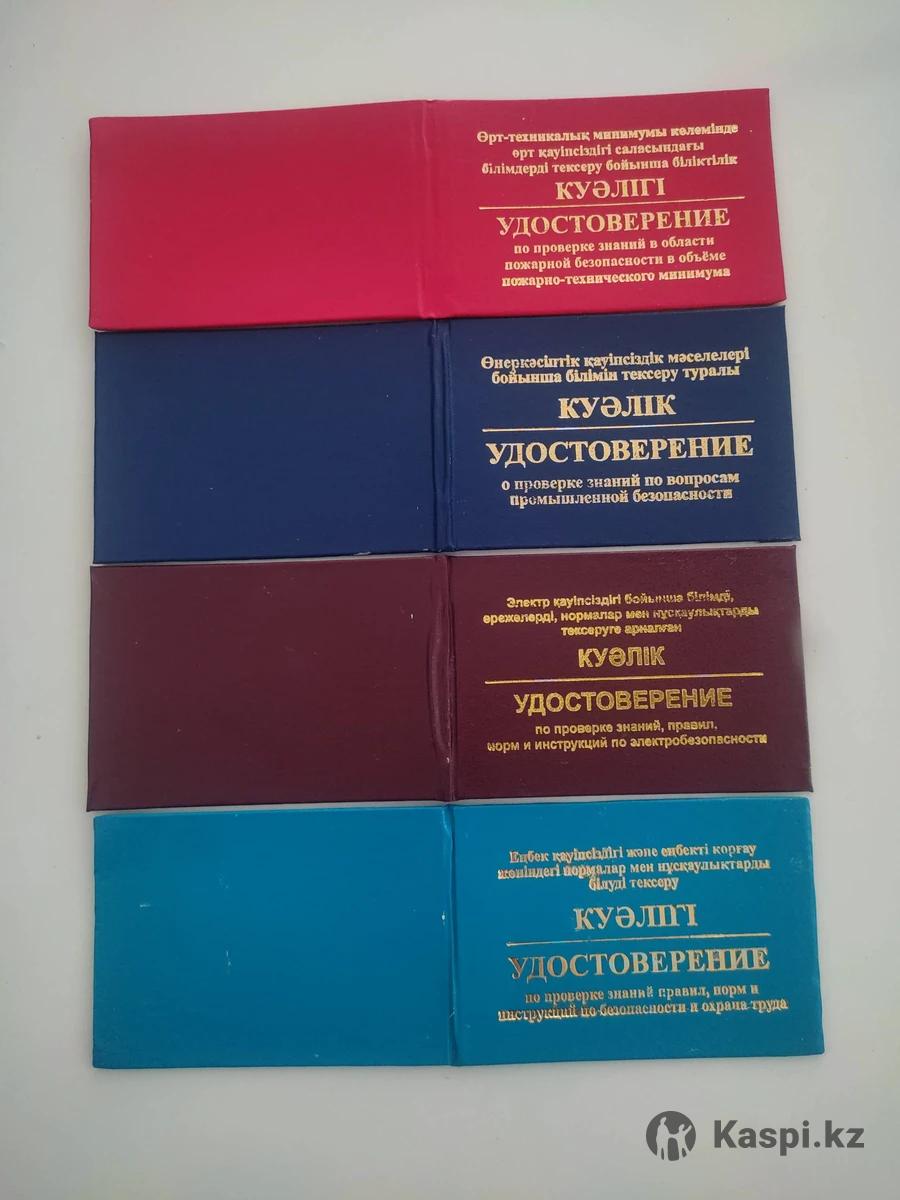 Өрт-техникалық минимумы көлемінде
өрт қауіпсіздігі саласындағы
білімдерді тексеру бойынша біліктілік
КУӘЛІГІ
УДОСТОВЕРЕНИЕ
по проверке знаний в области
пожарной безопасности в объёме
пожарно-технического минимума
Өнеркәсіптік қауіпсіздік мәселелері
бойынша білімін тексеру туралы
КУӘЛІК
УДОСТОВЕРЕНИЕ
о проверке знаний по вопросам
промышленной безопасности
Электр қауіпсіздігі бойынша білімді,
ережелерді, нормалар мен нұсқаулықтарды
тексеруге арналған
КУӘЛІК
УДОСТОВЕРЕНИЕ
по проверке знаний, правил,
норм и инструкций по электробезопасности
Еңбек қауіпсіздігі және еңбекті қорғау
жөніндегі нормалар мен нұсқаулықтарды
білуді тексеру
КУӘЛІГІ
УДОСТОВЕРЕНИЕ
по проверке знаний правил, норм и
инструкций по безопасности и охрана труда
Kaspi.kz